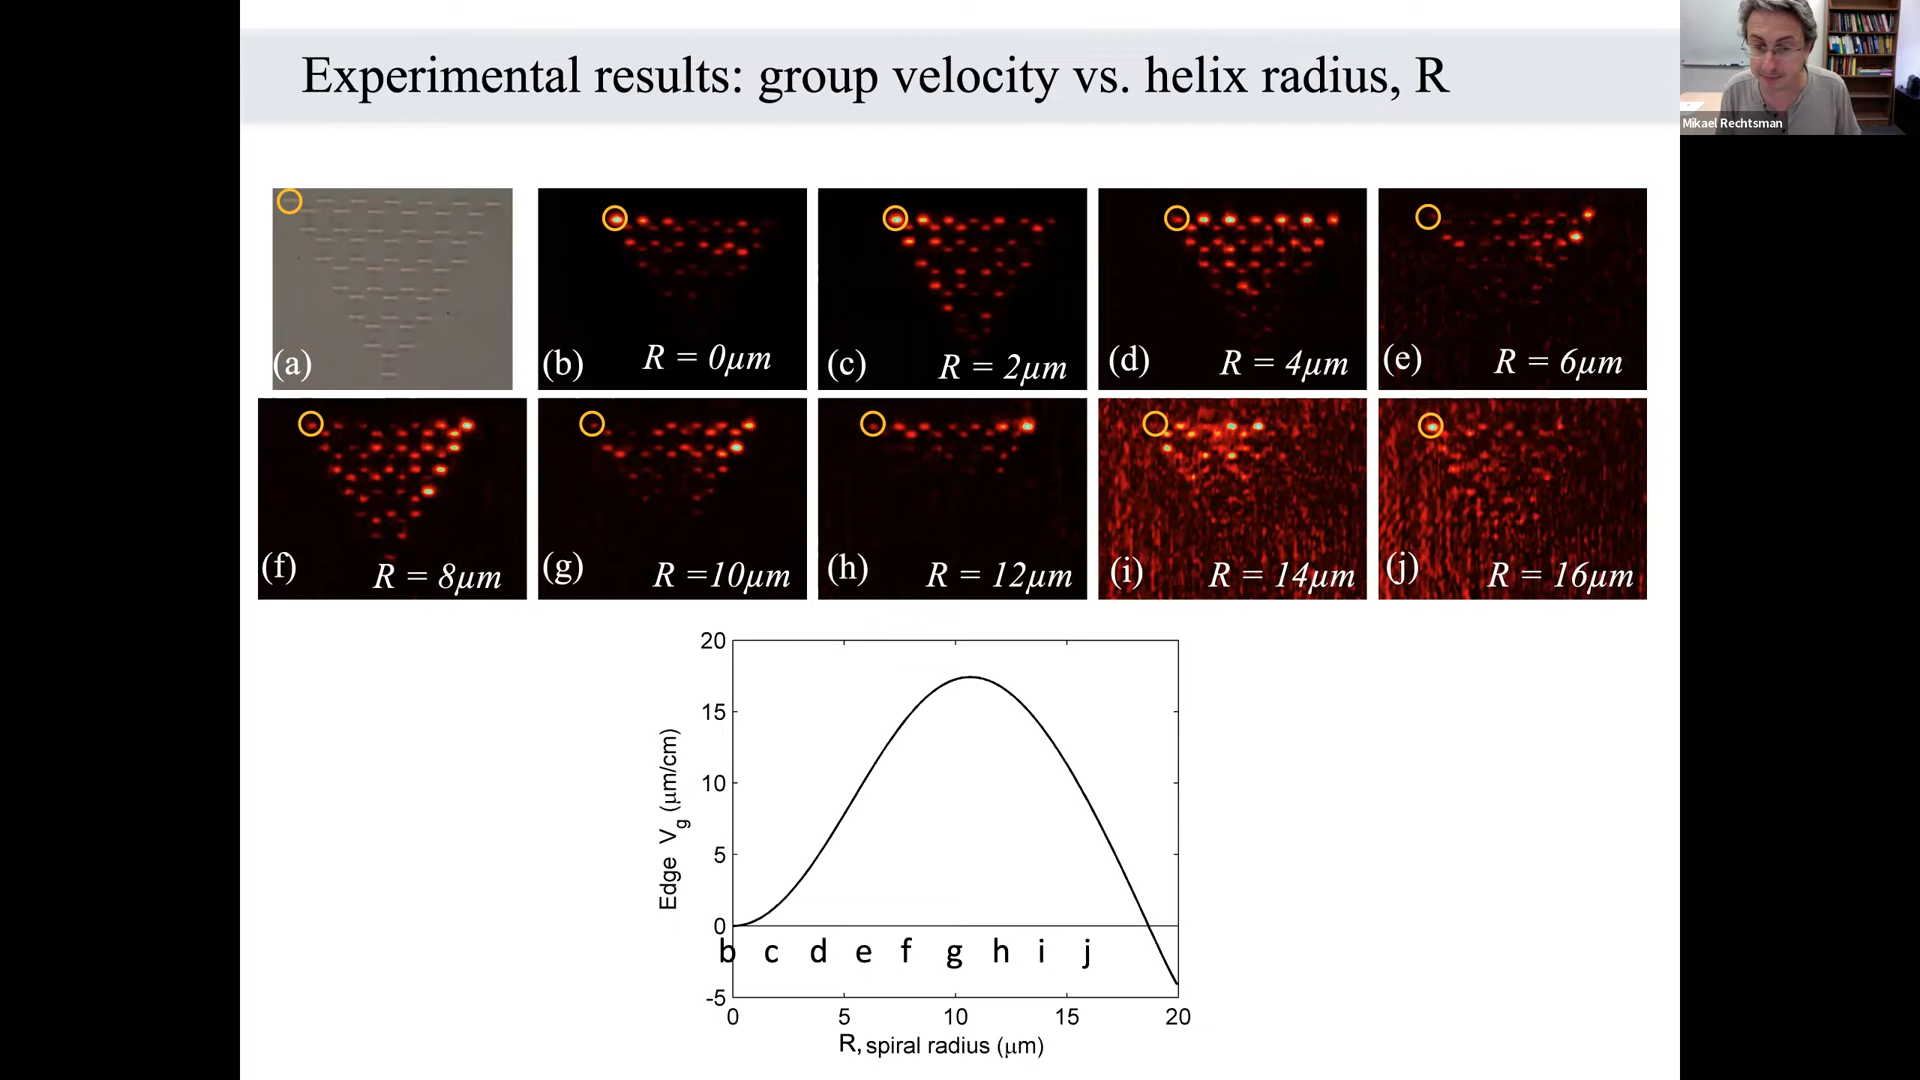 Experimental results: group velocity vs. helix radius, R
Mikael Rechtsman
(a)
(b) R = 0μm
(c) R = 2μm
(d) R = 4μm
(e) R = 6μm
(f) R = 8μm
(g) R =10μm
(h) R = 12μm
(i) R = 14μm
(j) R = 16μm
20
15
10
5
0
-5
Edge Vg (μm/cm)
b c d e f g h i j
0 5 10 15 20
R, spiral radius (μm)